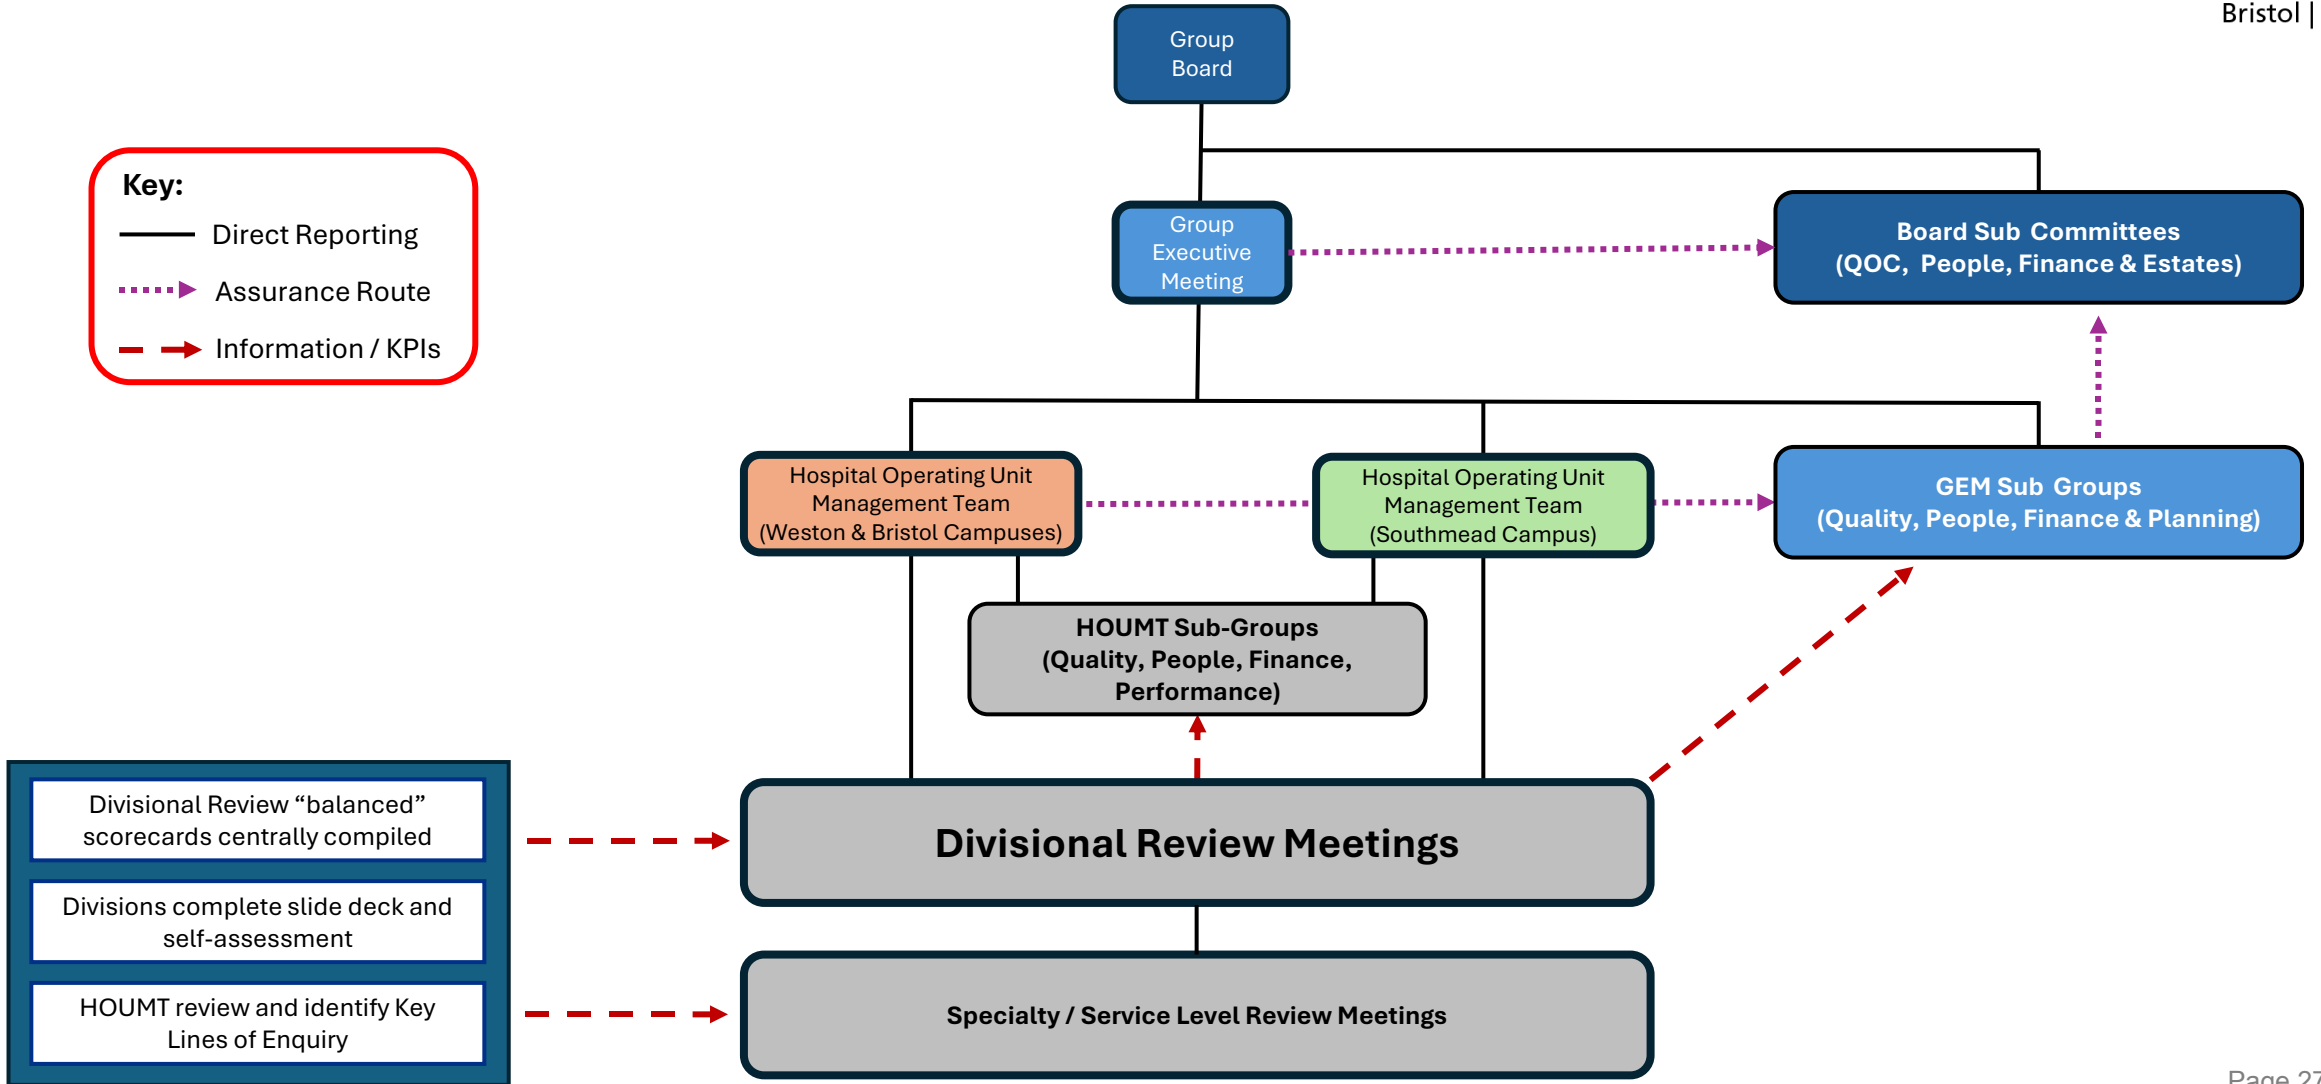 Bristol |
Group
Board
Key:
Direct Reporting
Assurance Route
Information / KPIs
Group
Executive
Meeting
Board Sub Committees
(QOC, People, Finance & Estates)
Hospital Operating Unit
Management Team
(Weston & Bristol Campuses)
Hospital Operating Unit
Management Team
(Southmead Campus)
GEM Sub Groups
(Quality, People, Finance & Planning)
HOUMT Sub-Groups
(Quality, People, Finance,
Performance)
Divisional Review “balanced”
scorecards centrally compiled
Divisions complete slide deck and
self-assessment
HOUMT review and identify Key
Lines of Enquiry
Divisional Review Meetings
Specialty / Service Level Review Meetings
Page 27